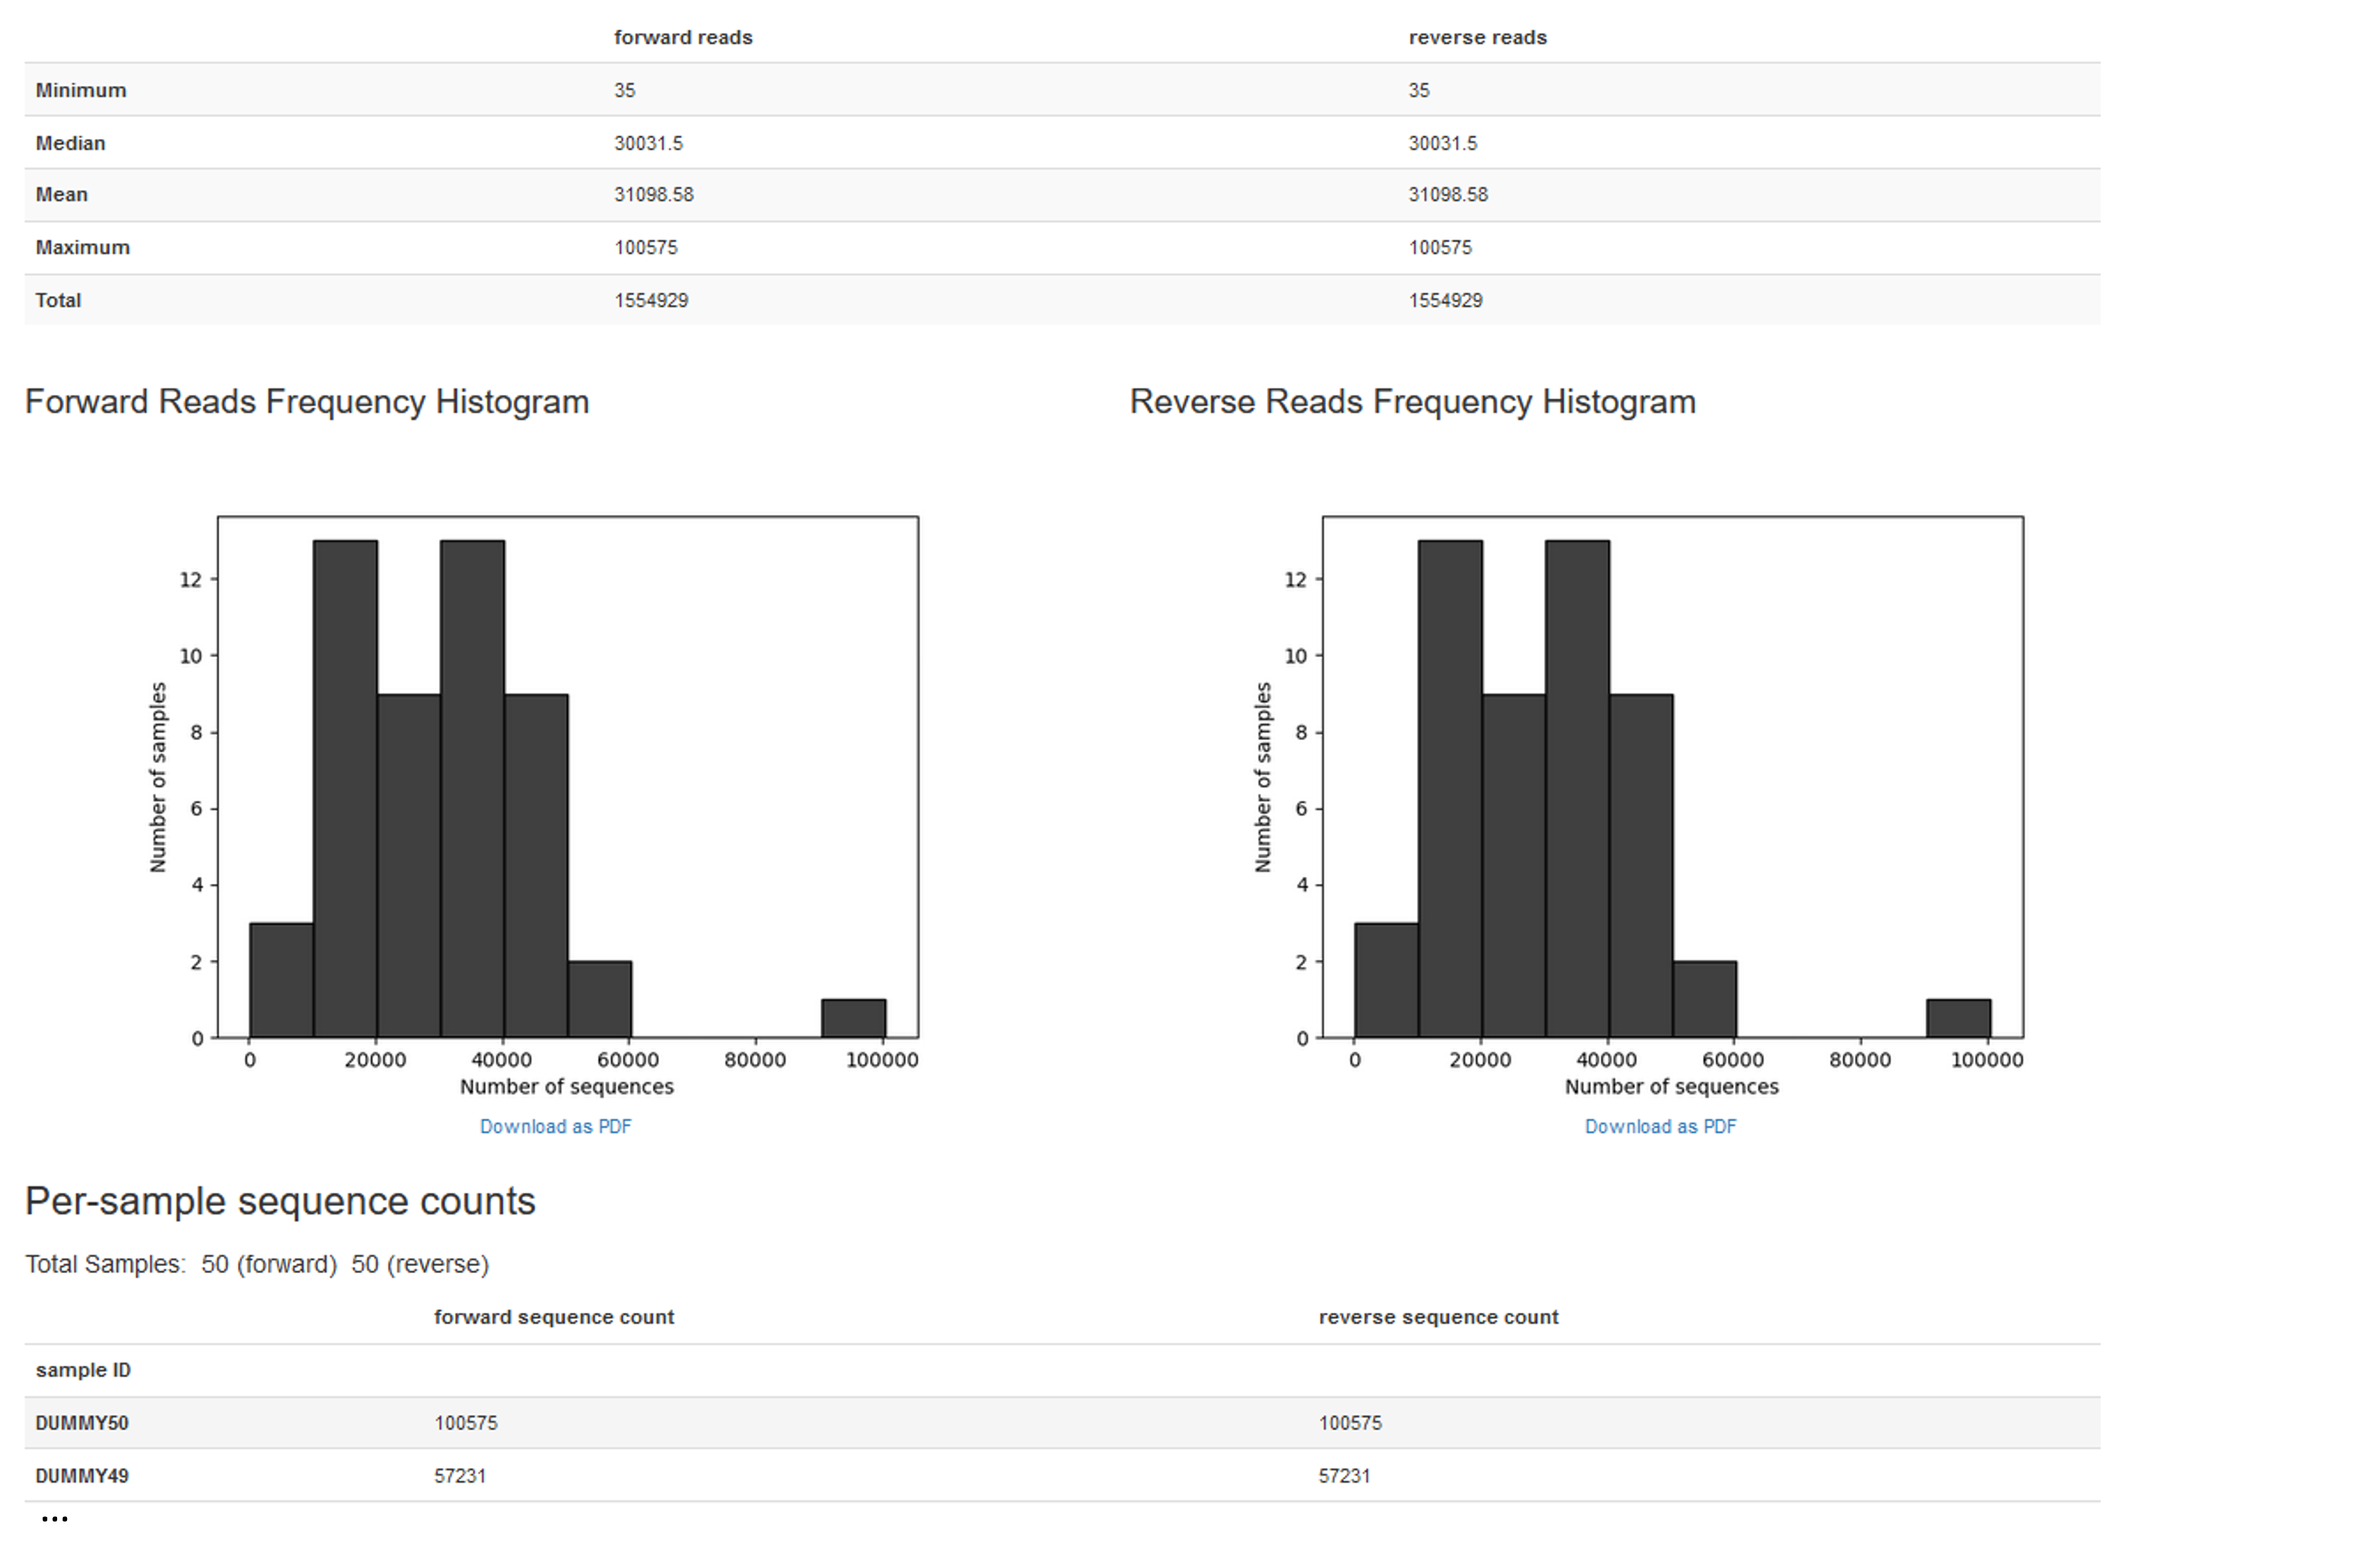 forward reads reverse reads
Minimum 35 35
Median 30031.5 30031.5
Mean 31098.58 31098.58
Maximum 100575 100575
Total 1554929 1554929
Forward Reads Frequency Histogram
Number of samples
12
10
8
6
4
2
0
0 20000 40000 60000 80000 100000
Number of sequences
Download as PDF
Reverse Reads Frequency Histogram
Number of samples
12
10
8
6
4
2
0
0 20000 40000 60000 80000 100000
Number of sequences
Download as PDF
Per-sample sequence counts
Total Samples: 50 (forward) 50 (reverse)
forward sequence count reverse sequence count
sample ID
DUMMY50 100575 100575
DUMMY49 57231 57231
...